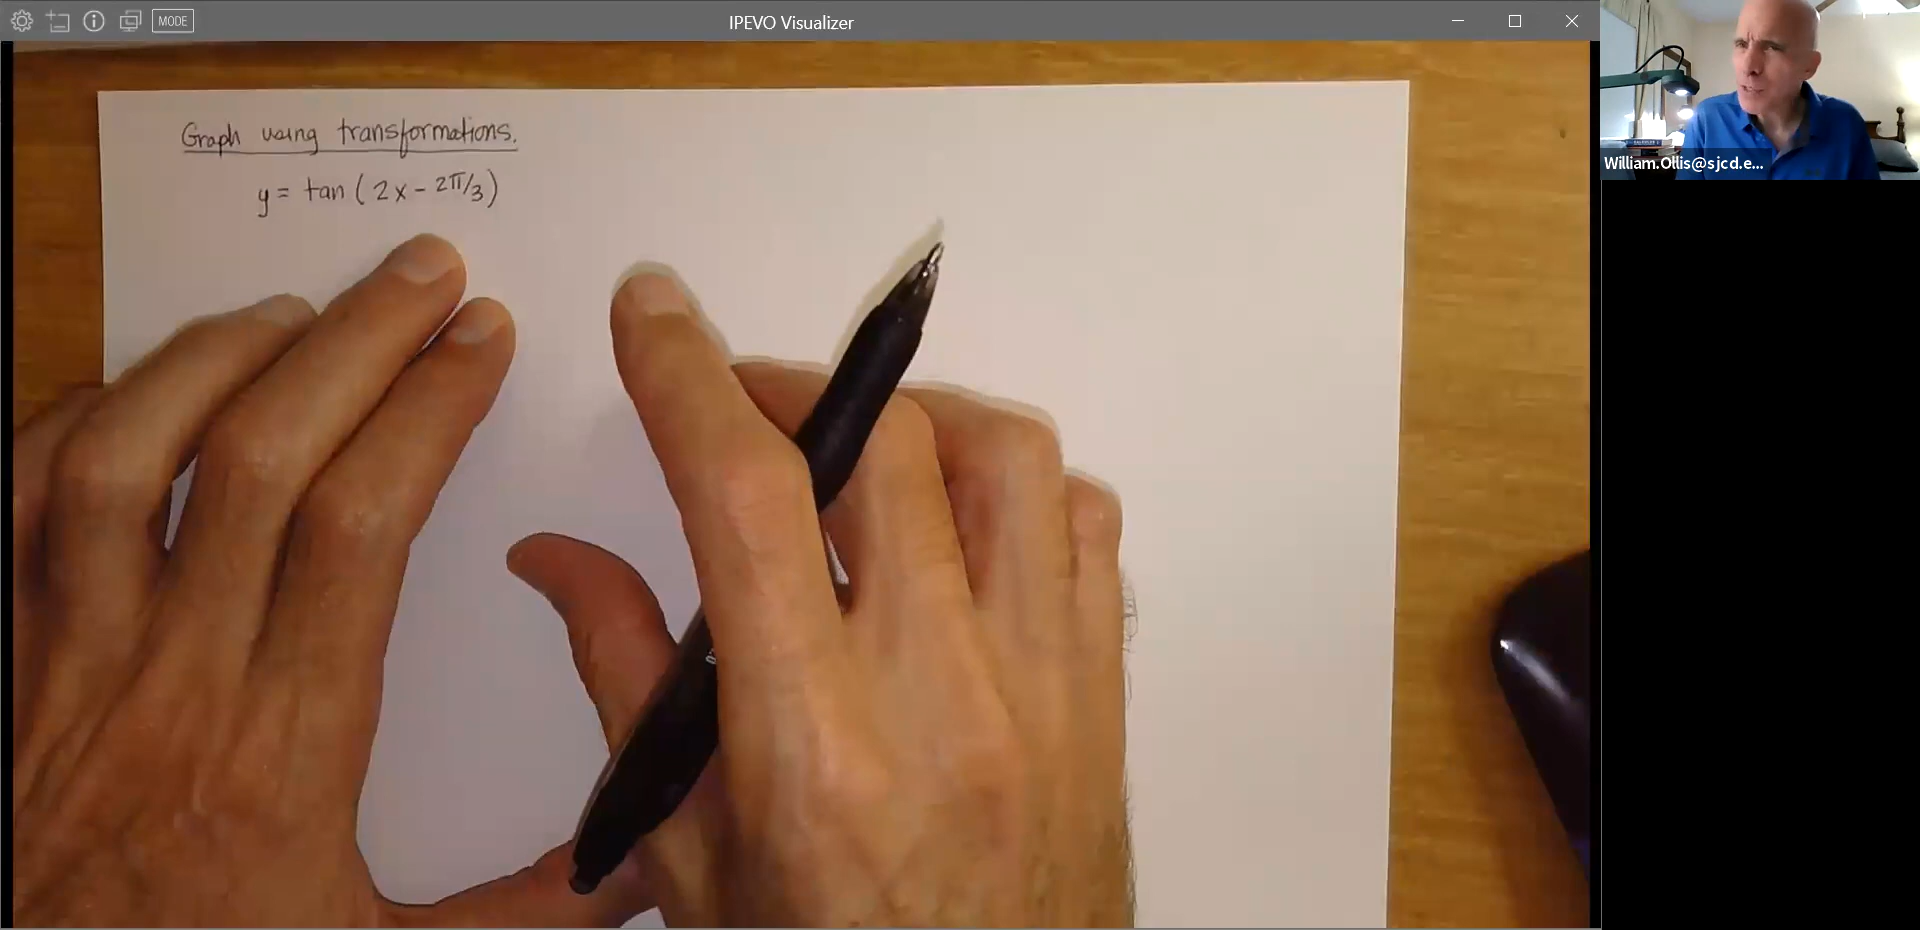 MODE
IPEVO Visualizer
Graph using transformations.
y = tan ( 2x - 2π/3 )
William.Ollis@sjcd.e...